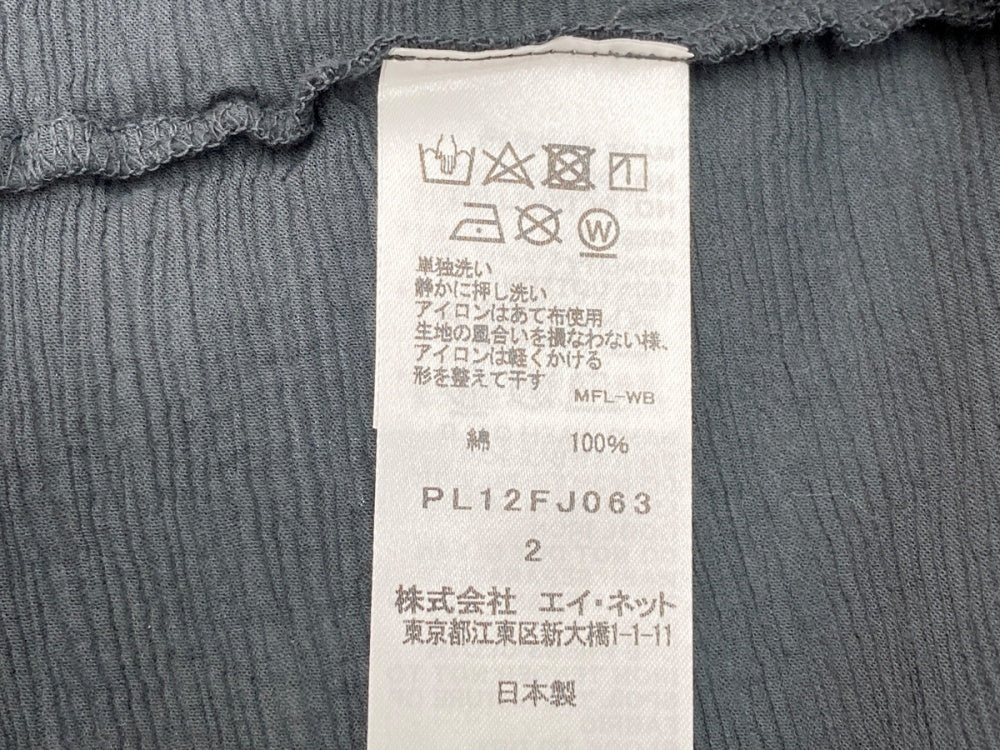 W
単独洗い
静かに押し洗い
アイロンはあて布使用
生地の風合いを損なわない様、
アイロンは軽くかける
形を整えて干す
MFL-WB
綿 100%
PL12FJ063
2
株式会社 エイ・ネット
東京都江東区新大橋1-1-11
日本製